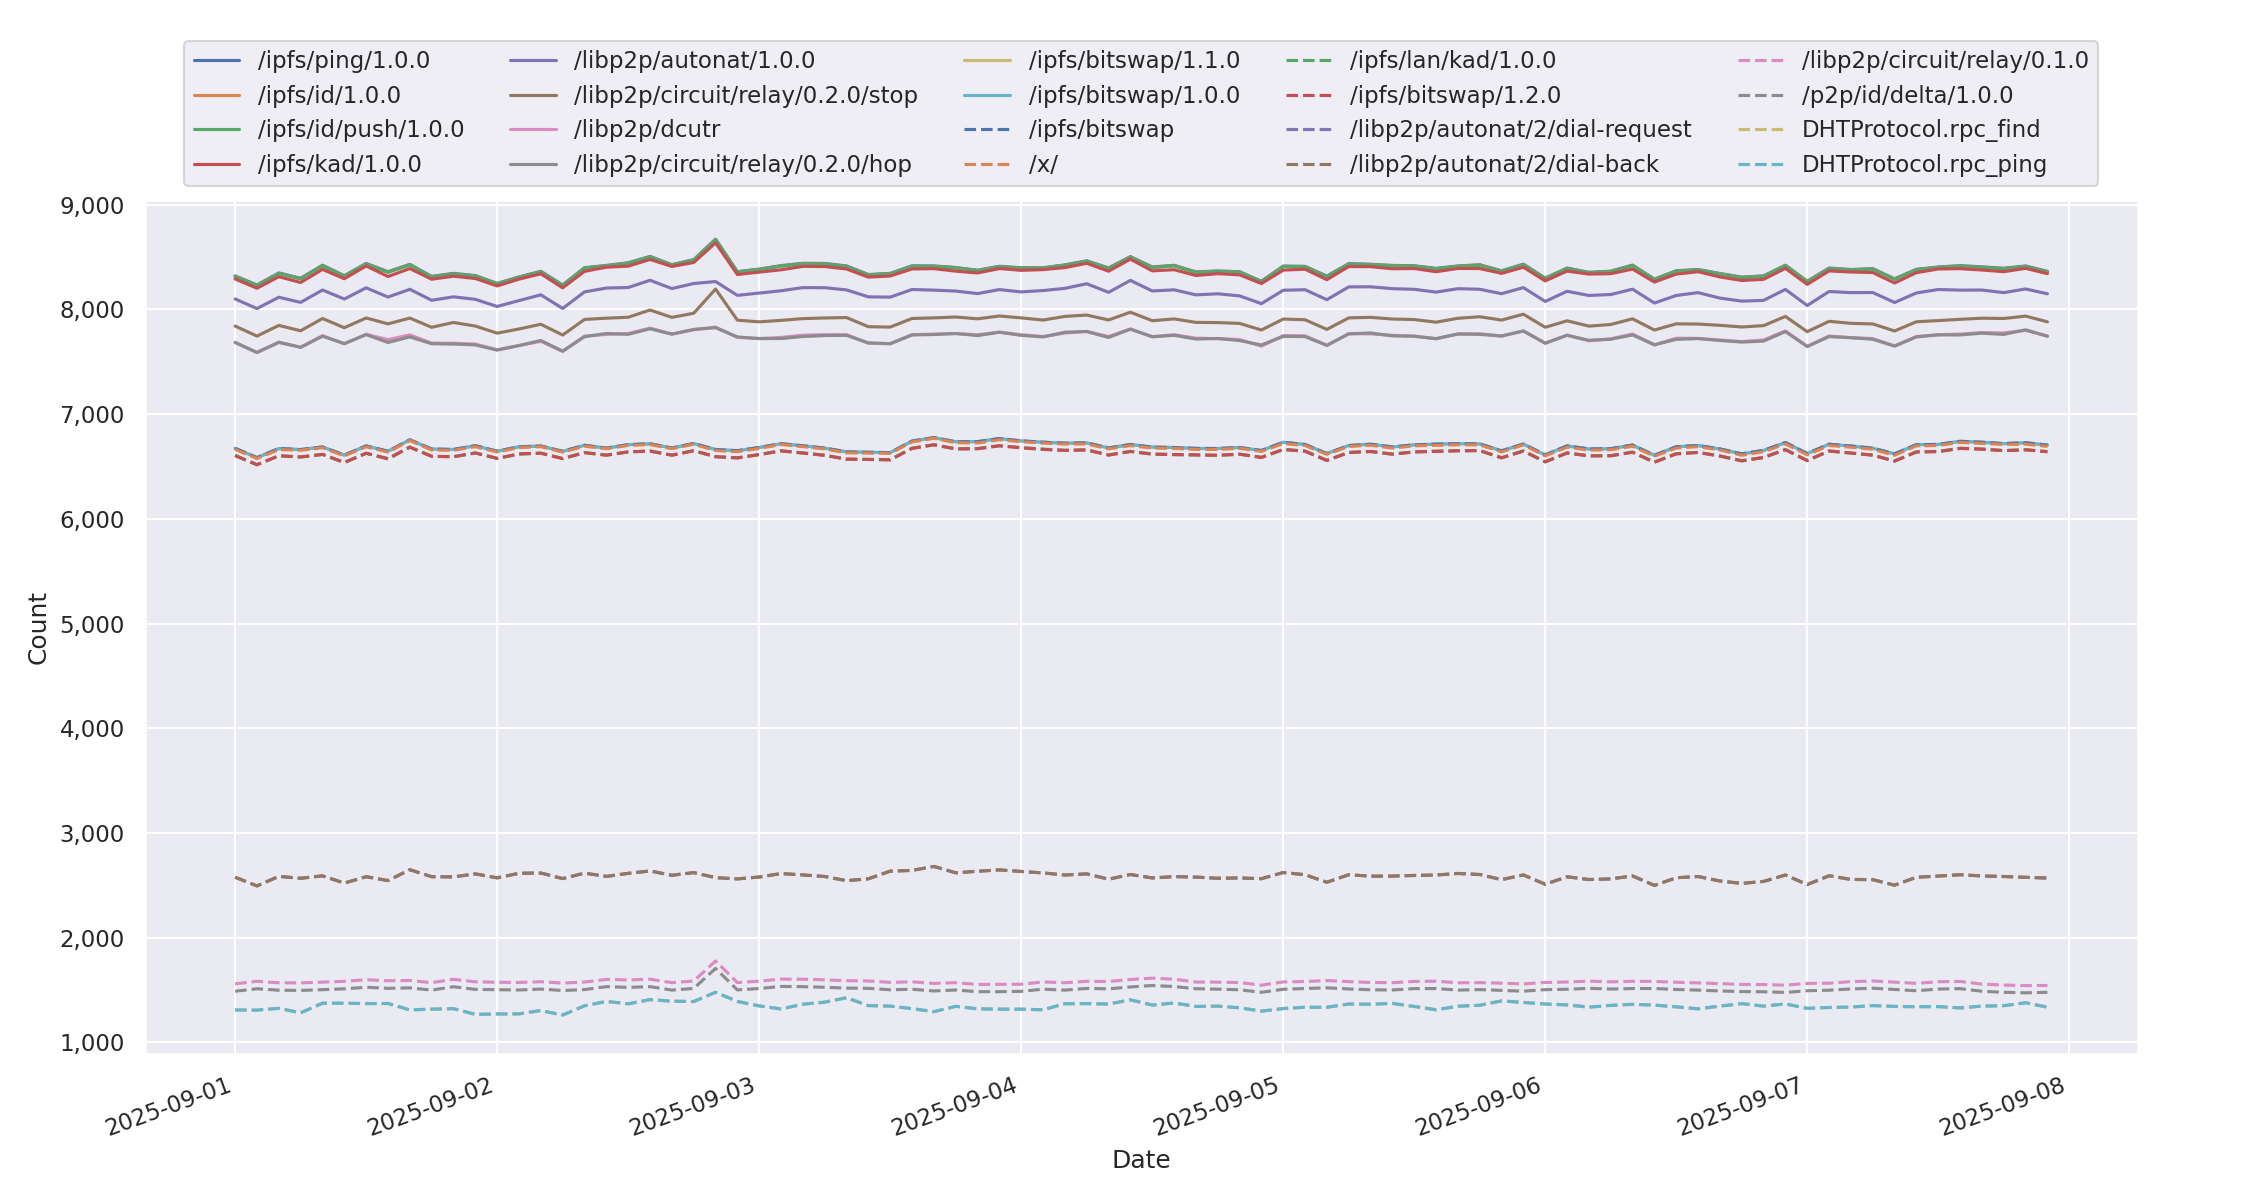 /ipfs/ping/1.0.0
/ipfs/id/1.0.0
/ipfs/id/push/1.0.0
/ipfs/kad/1.0.0
/libp2p/autonat/1.0.0
/libp2p/circuit/relay/0.2.0/stop
/libp2p/dcutr
/libp2p/circuit/relay/0.2.0/hop
/ipfs/bitswap/1.1.0
/ipfs/bitswap/1.0.0
/ipfs/bitswap
/x/
/ipfs/lan/kad/1.0.0
/ipfs/bitswap/1.2.0
/libp2p/autonat/2/dial-request
/libp2p/autonat/2/dial-back
/libp2p/circuit/relay/0.1.0
/p2p/id/delta/1.0.0
DHTProtocol.rpc_find
DHTProtocol.rpc_ping
9,000
8,000
7,000
6,000
5,000
4,000
3,000
2,000
1,000
Count
2025-09-01
2025-09-02
2025-09-03
2025-09-04
2025-09-05
2025-09-06
2025-09-07
2025-09-08
Date